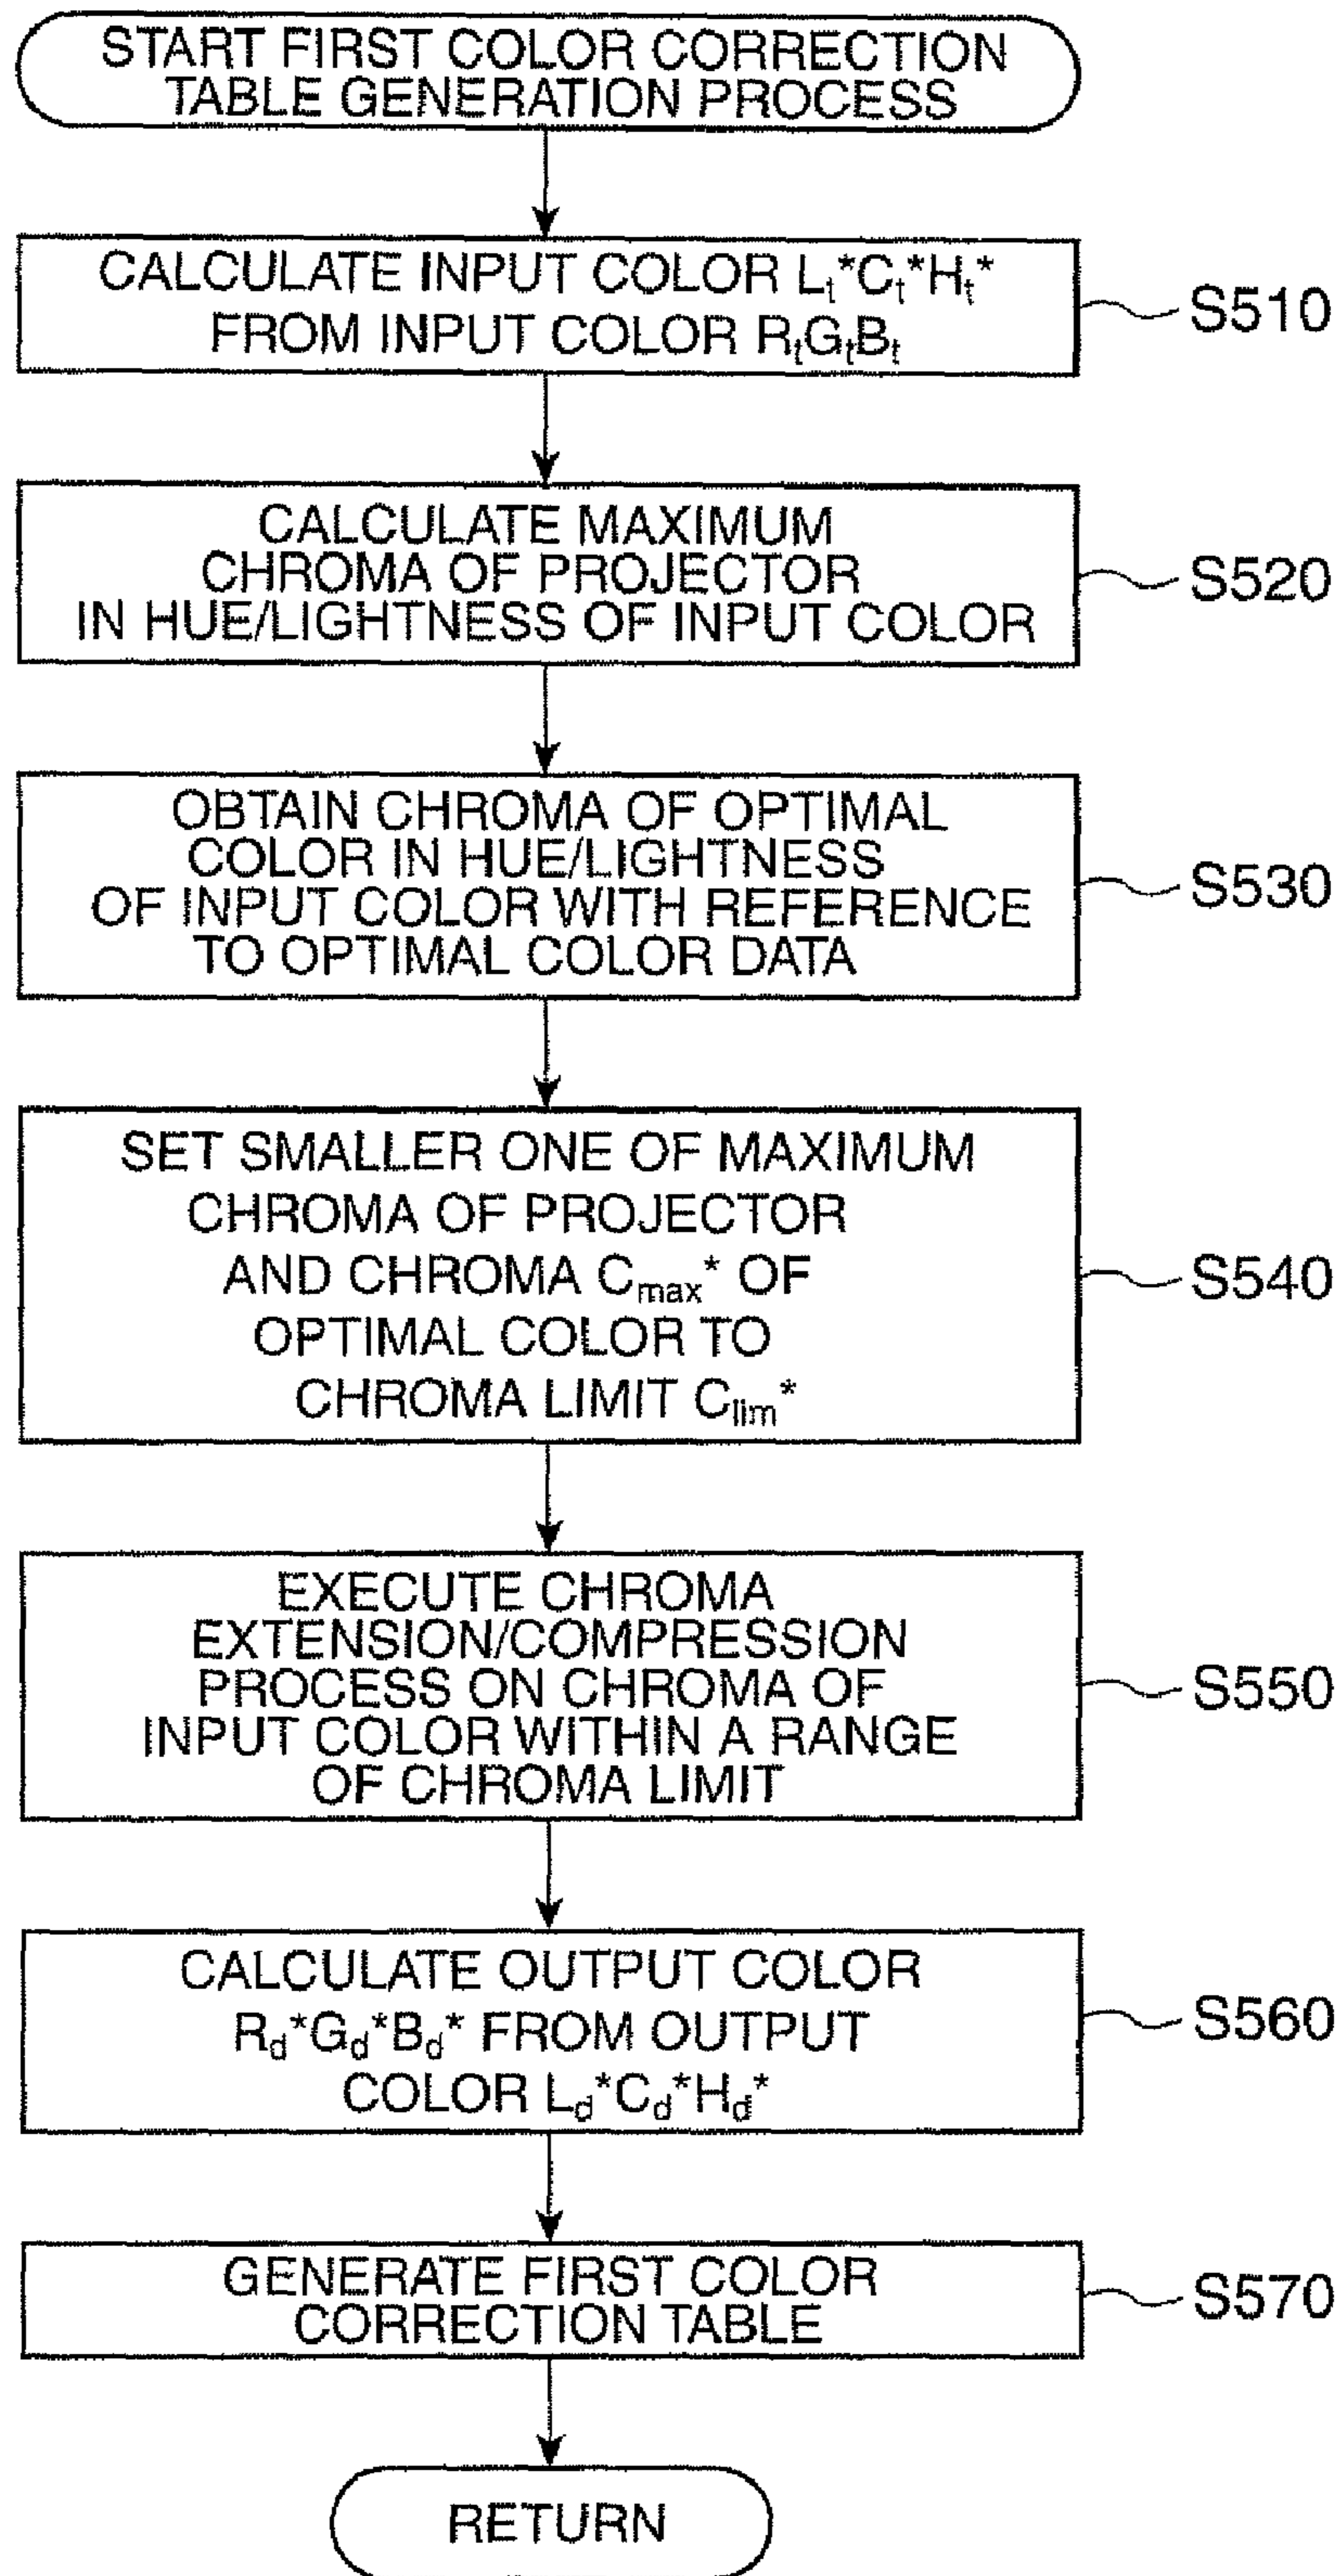 START FIRST COLOR CORRECTION
TABLE GENERATION PROCESS
CALCULATE INPUT COLOR Lt*Ct*Ht*
FROM INPUT COLOR RtGtBt
S510
CALCULATE MAXIMUM
CHROMA OF PROJECTOR
IN HUE/LIGHTNESS OF INPUT COLOR
S520
OBTAIN CHROMA OF OPTIMAL
COLOR IN HUE/LIGHTNESS
OF INPUT COLOR WITH REFERENCE
TO OPTIMAL COLOR DATA
S530
SET SMALLER ONE OF MAXIMUM
CHROMA OF PROJECTOR
AND CHROMA Cmax* OF
OPTIMAL COLOR TO
CHROMA LIMIT Clim*
S540
EXECUTE CHROMA
EXTENSION/COMPRESSION
PROCESS ON CHROMA OF
INPUT COLOR WITHIN A RANGE
OF CHROMA LIMIT
S550
CALCULATE OUTPUT COLOR
Rd*Gd*Bd* FROM OUTPUT
COLOR Ld*Cd*Hd*
S560
GENERATE FIRST COLOR
CORRECTION TABLE
S570
RETURN